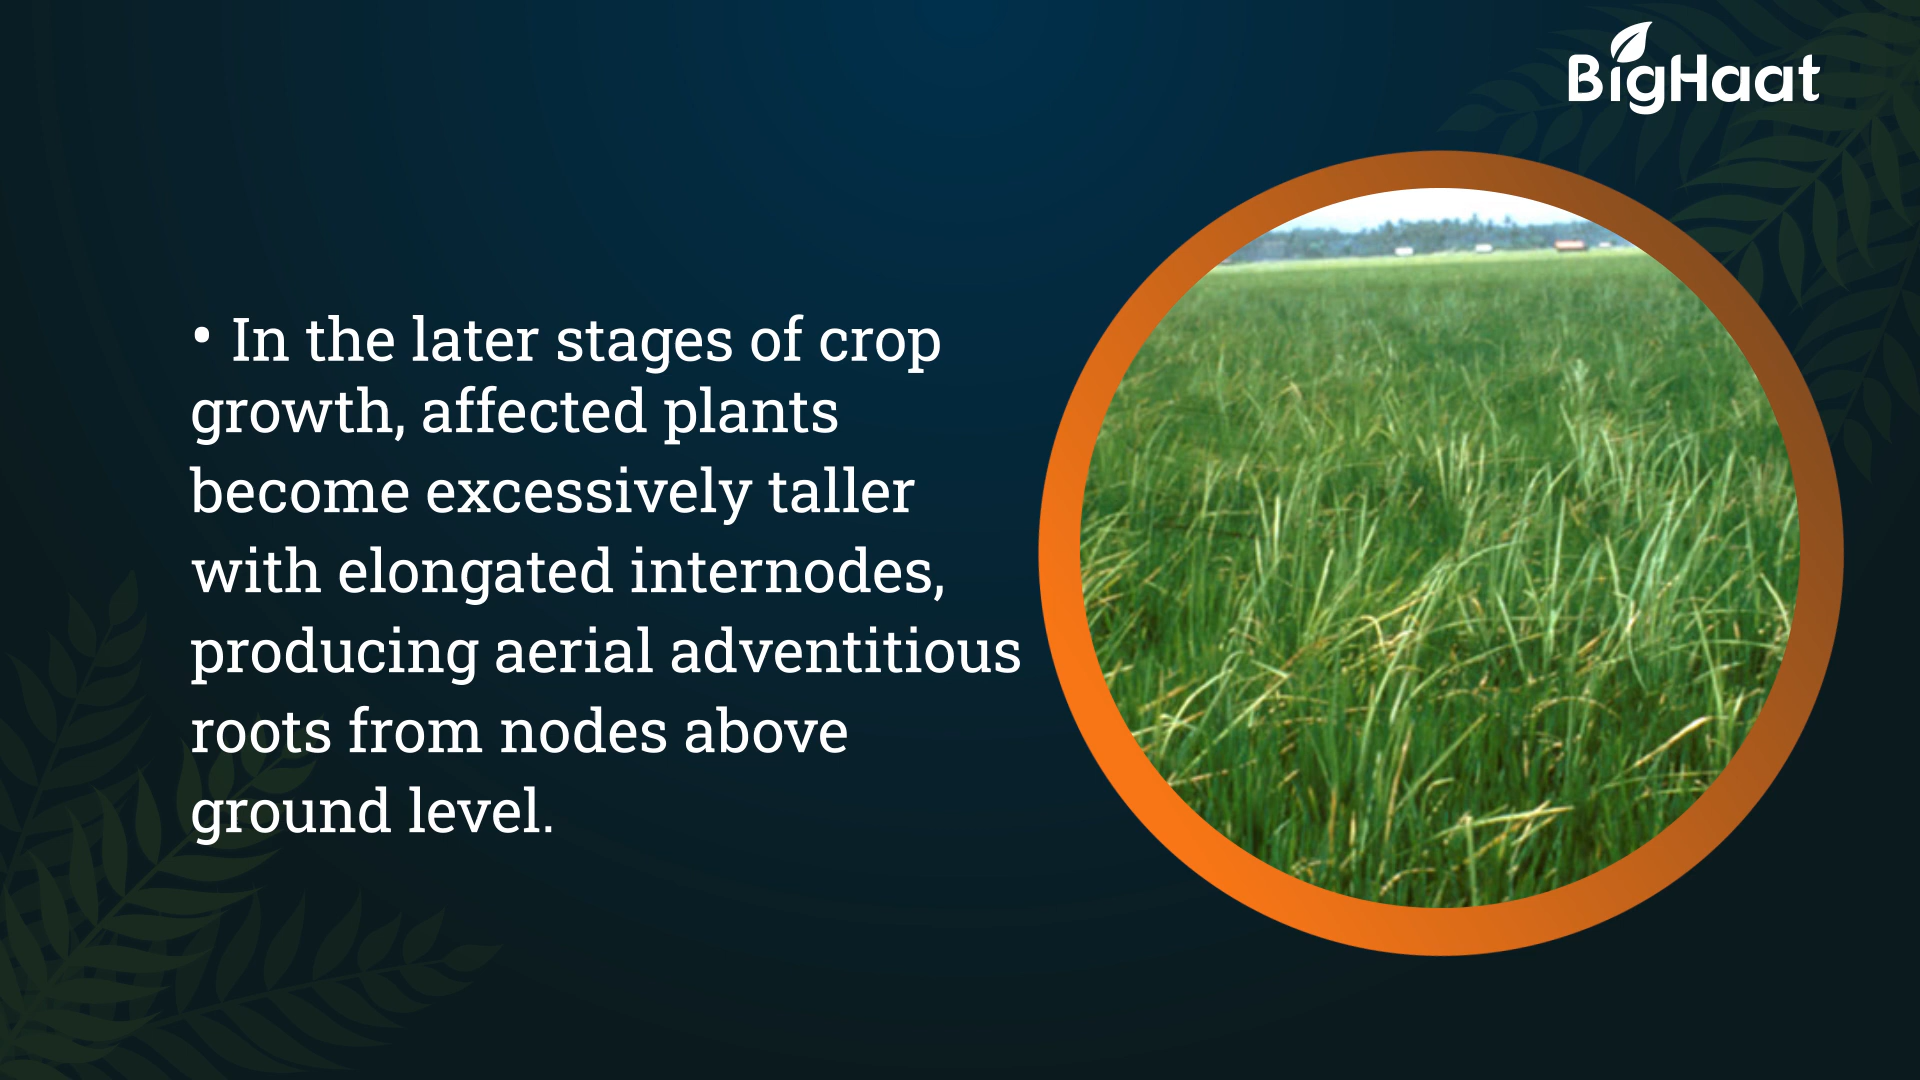 BigHaat
• In the later stages of crop
growth, affected plants
become excessively taller
with elongated internodes,
producing aerial adventitious
roots from nodes above
ground level.